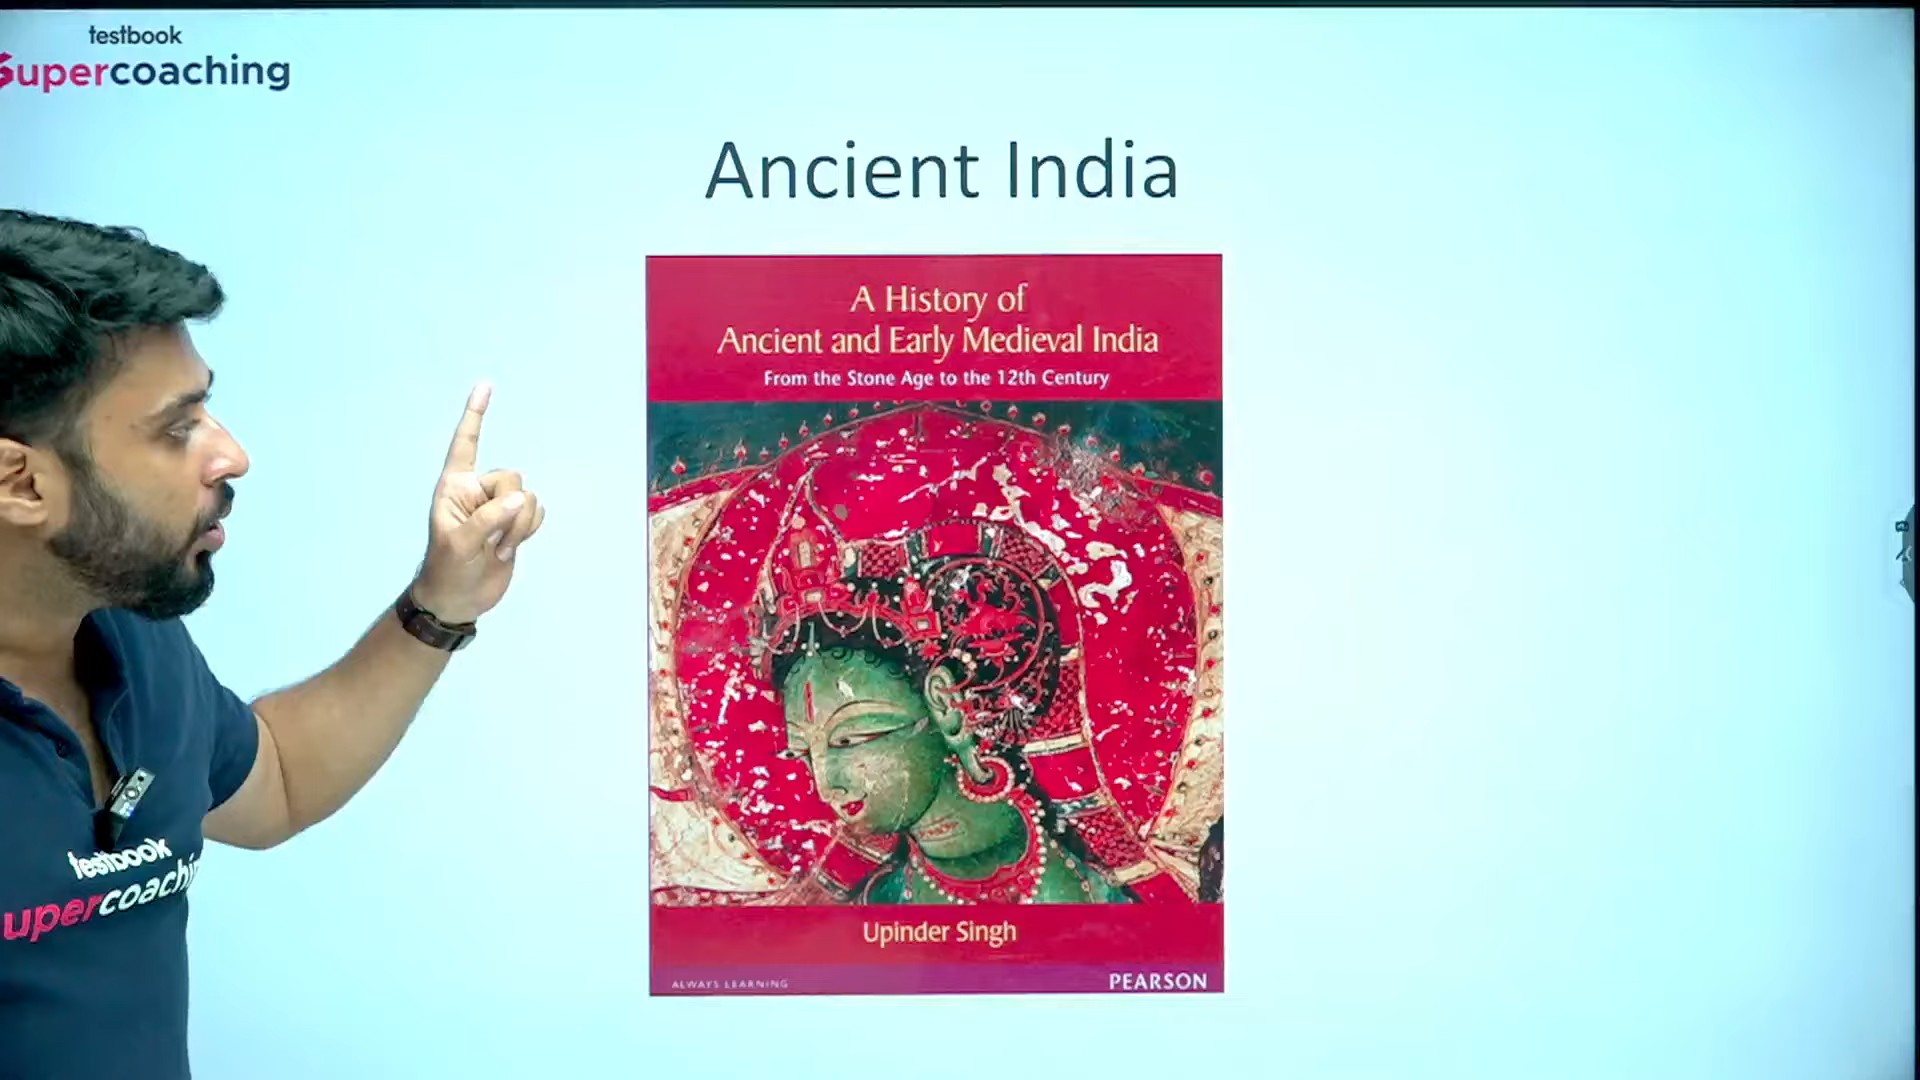 testbook
Supercoaching
Ancient India
A History of
Ancient and Early Medieval India
From the Stone Age to the 12th Century
Upinder Singh
ALWAYS LEARNING
PEARSON
testbook
upercoachi